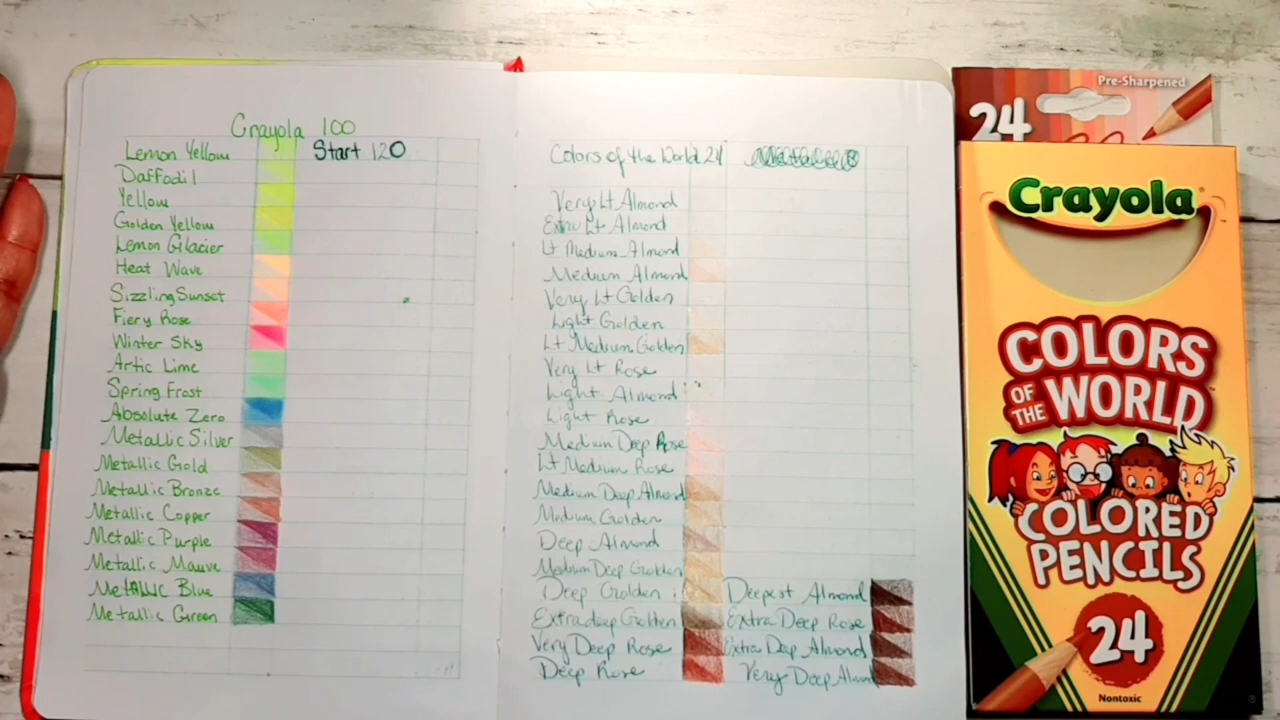 Crayola 100
Lemon Yellow
Start 120
Daffodil
Yellow
Golden Yellow
Lemon Glacier
Heat Wave
Sizzling Sunset
Fiery Rose
Winter Sky
Artic Lime
Spring Frost
Absolute Zero
Metallic Silver
Metallic Gold
Metallic Bronze
Metallic Copper
Metallic Purple
Metallic Mauve
Metallic Blue
Metallic Green
Colors of the World 24
Very Lt Almond
Extra Lt Almond
Lt Medium Almond
Medium Almond
Very Lt Golden
Light Golden
Lt Medium Golden
Very Lt Rose
Light Almond
Light Rose
Medium Deep Rose
Lt Medium Rose
Medium Deep Almond
Medium Golden
Deep Almond
Medium Deep Golden
Deep Golden
Deepest Almond
Extra deep Golden
Extra Deep Rose
Very Deep Rose
Extra Deep Almond
Deep Rose
Very Deep Almond
Pre-Sharpened
24
Crayola
COLORS
OF THE WORLD
COLORED
PENCILS
24
Nontoxic